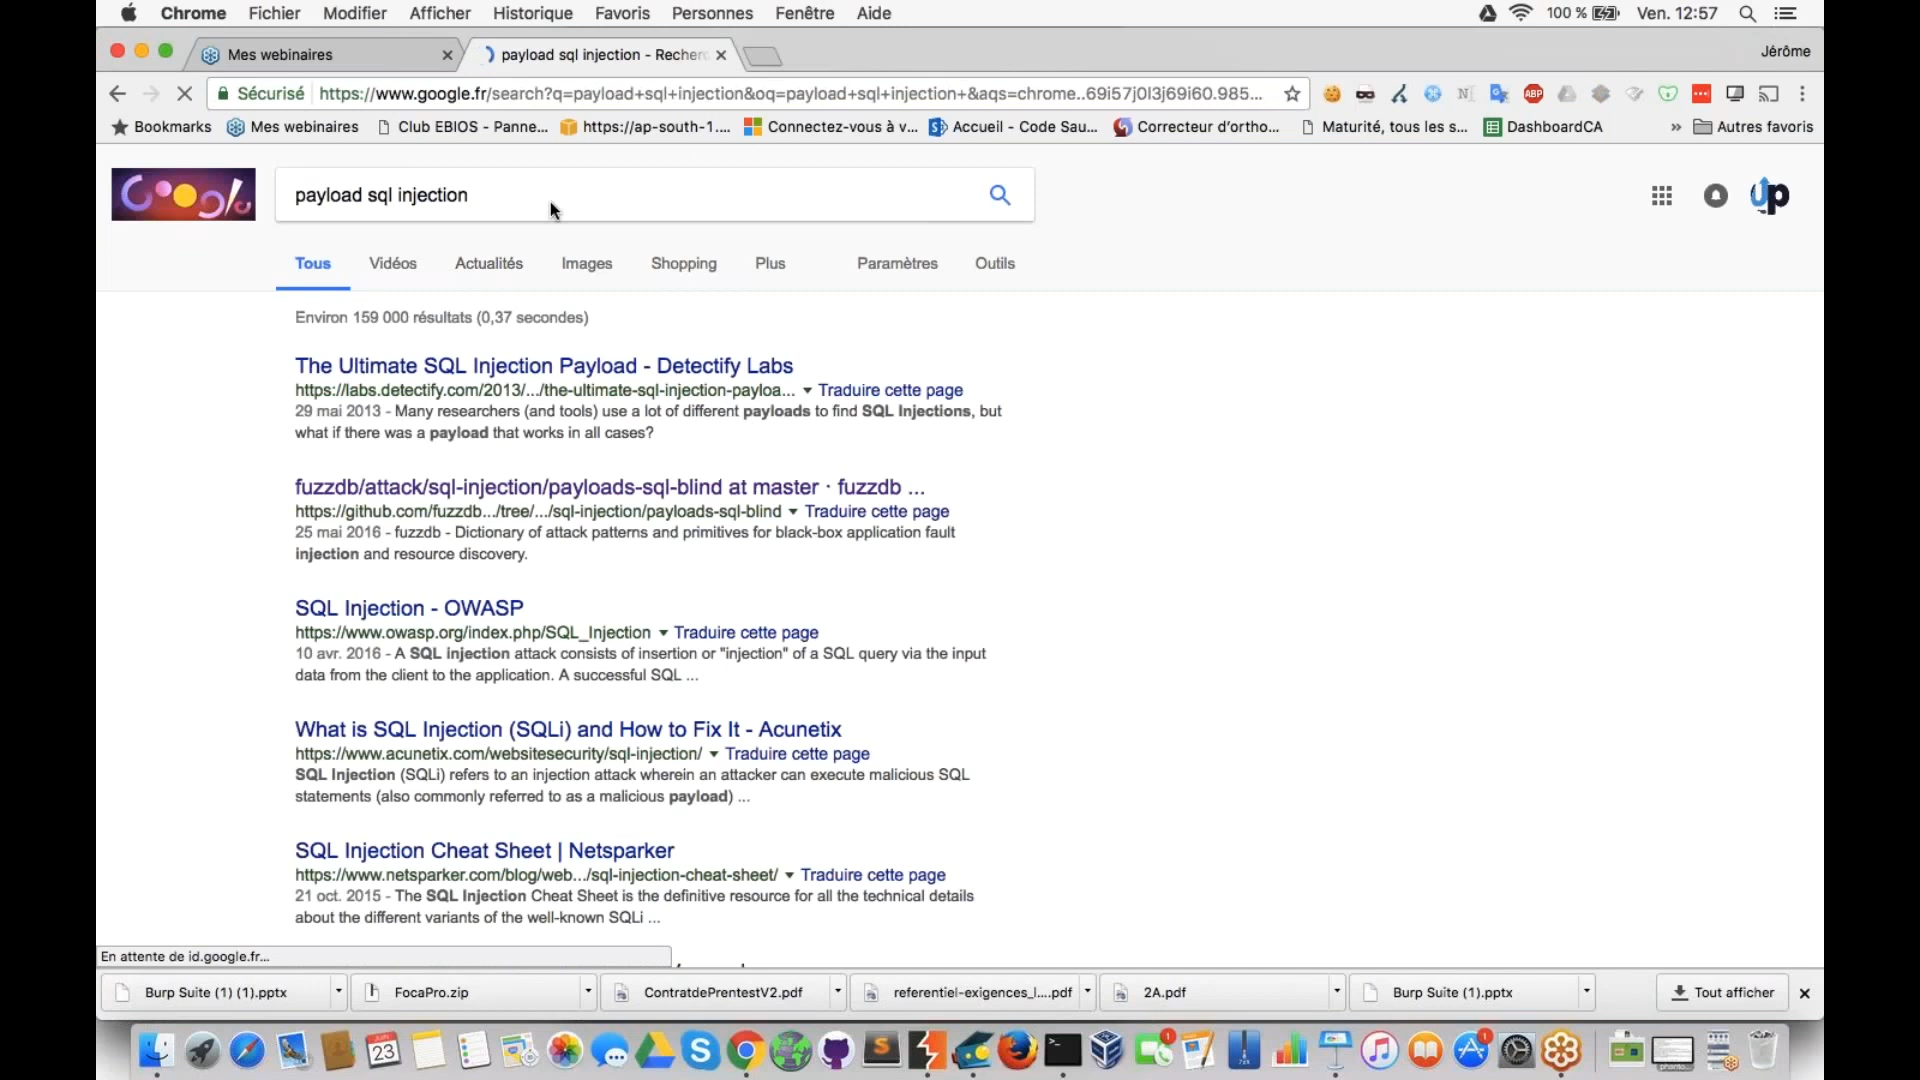 Chrome Fichier Modifier Afficher Historique Favoris Personnes Fenêtre Aide 100 % Ven. 12:57
Mes webinaires payload sql injection - Recher Jérôme
Sécurisé https://www.google.fr/search?q=payload+sql+injection&oq=payload+sql+injection+&aqs=chrome..69i57j0l3j69i60.985... ABP
Bookmarks Mes webinaires Club EBIOS - Panne... https://ap-south-1.... Connectez-vous à v... Accueil - Code Sau... Correcteur d'ortho... Maturité, tous les s... DashboardCA » Autres favoris
payload sql injection up
Tous Vidéos Actualités Images Shopping Plus Paramètres Outils
Environ 159 000 résultats (0,37 secondes)
The Ultimate SQL Injection Payload - Detectify Labs
https://labs.detectify.com/2013/.../the-ultimate-sql-injection-payloa... Traduire cette page
29 mai 2013 - Many researchers (and tools) use a lot of different payloads to find SQL Injections, but
what if there was a payload that works in all cases?
fuzzdb/attack/sql-injection/payloads-sql-blind at master · fuzzdb ...
https://github.com/fuzzdb.../tree/.../sql-injection/payloads-sql-blind Traduire cette page
25 mai 2016 - fuzzdb - Dictionary of attack patterns and primitives for black-box application fault
injection and resource discovery.
SQL Injection - OWASP
https://www.owasp.org/index.php/SQL_Injection Traduire cette page
10 avr. 2016 - A SQL injection attack consists of insertion or "injection" of a SQL query via the input
data from the client to the application. A successful SQL ...
What is SQL Injection (SQLi) and How to Fix It - Acunetix
https://www.acunetix.com/websitesecurity/sql-injection/ Traduire cette page
SQL Injection (SQLi) refers to an injection attack wherein an attacker can execute malicious SQL
statements (also commonly referred to as a malicious payload) ...
SQL Injection Cheat Sheet | Netsparker
https://www.netsparker.com/blog/web.../sql-injection-cheat-sheet/ Traduire cette page
21 oct. 2015 - The SQL Injection Cheat Sheet is the definitive resource for all the technical details
about the different variants of the well-known SQLi ...
En attente de id.google.fr...
Burp Suite (1) (1).pptx FocaPro.zip ContratdePrentestV2.pdf referentiel-exigences_l....pdf 2A.pdf Burp Suite (1).pptx Tout afficher
23 1 1